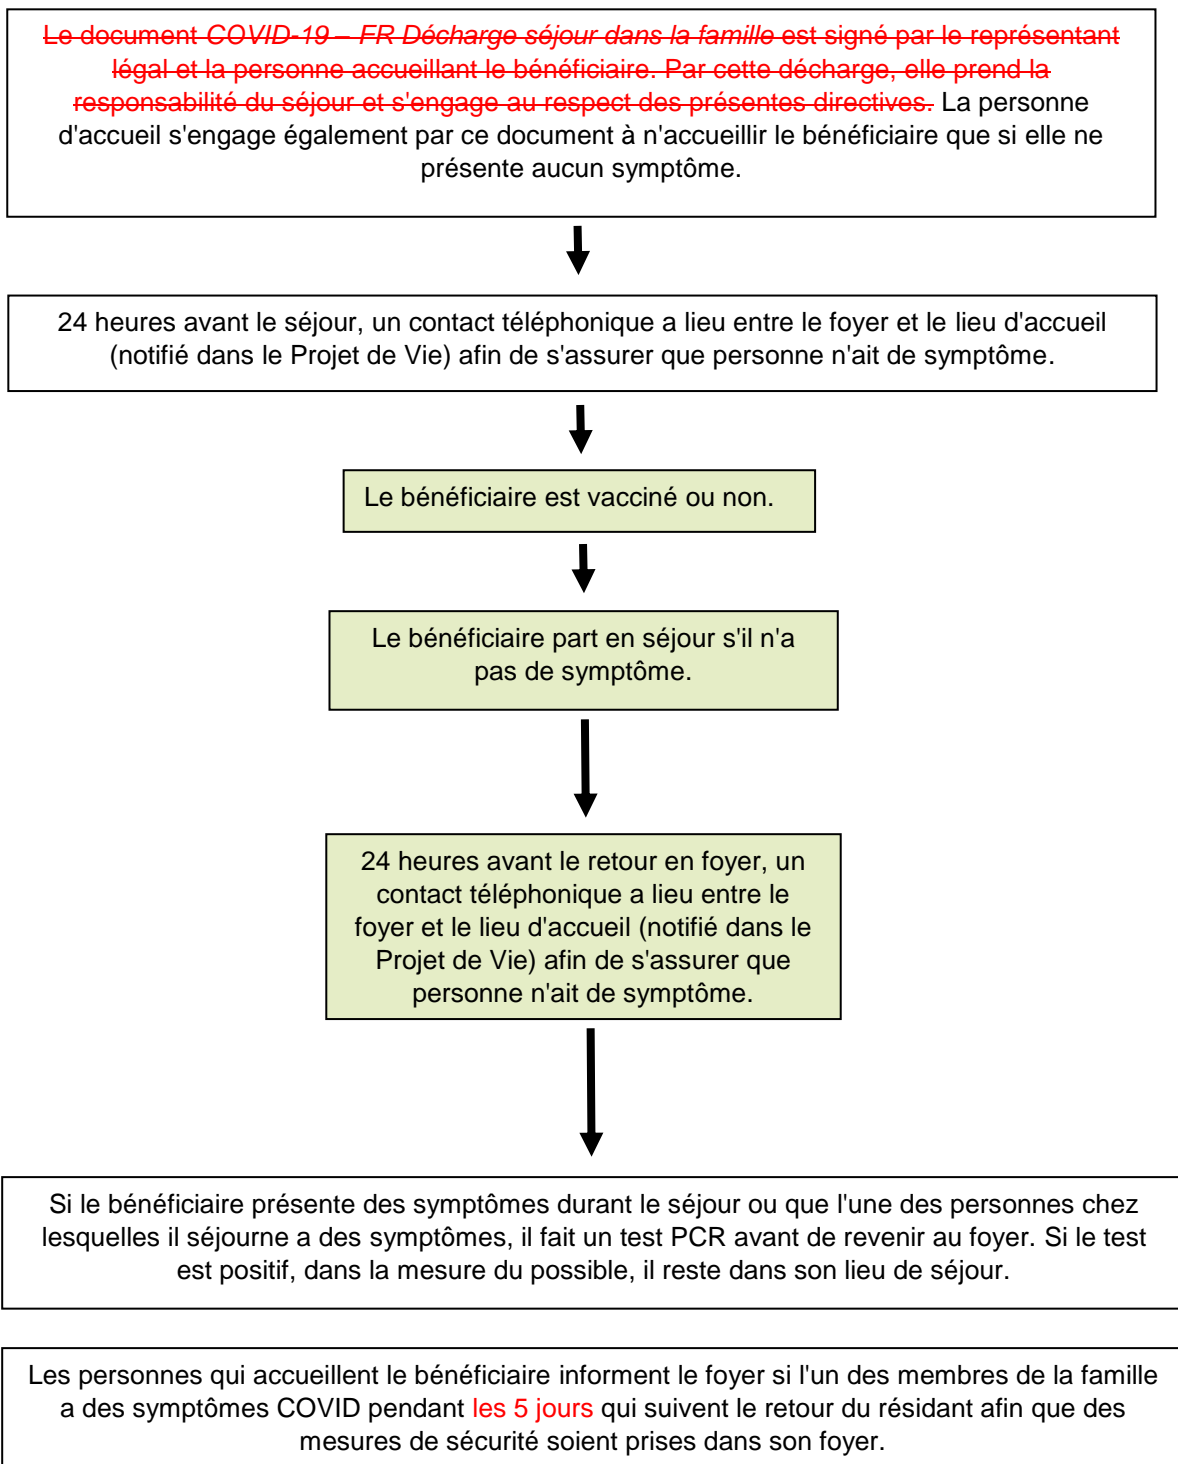 Le document COVID-19 – FR Décharge séjour dans la famille est signé par le représentant
légal et la personne accueillant le bénéficiaire. Par cette décharge, elle prend la
responsabilité du séjour et s'engage au respect des présentes directives. La personne
d'accueil s'engage également par ce document à n'accueillir le bénéficiaire que si elle ne
présente aucun symptôme.
24 heures avant le séjour, un contact téléphonique a lieu entre le foyer et le lieu d'accueil
(notifié dans le Projet de Vie) afin de s'assurer que personne n'ait de symptôme.
Le bénéficiaire est vacciné ou non.
Le bénéficiaire part en séjour s'il n'a
pas de symptôme.
24 heures avant le retour en foyer, un
contact téléphonique a lieu entre le
foyer et le lieu d'accueil (notifié dans le
Projet de Vie) afin de s'assurer que
personne n'ait de symptôme.
Si le bénéficiaire présente des symptômes durant le séjour ou que l'une des personnes chez
lesquelles il séjourne a des symptômes, il fait un test PCR avant de revenir au foyer. Si le test
est positif, dans la mesure du possible, il reste dans son lieu de séjour.
Les personnes qui accueillent le bénéficiaire informent le foyer si l'un des membres de la famille
a des symptômes COVID pendant les 5 jours qui suivent le retour du résidant afin que des
mesures de sécurité soient prises dans son foyer.